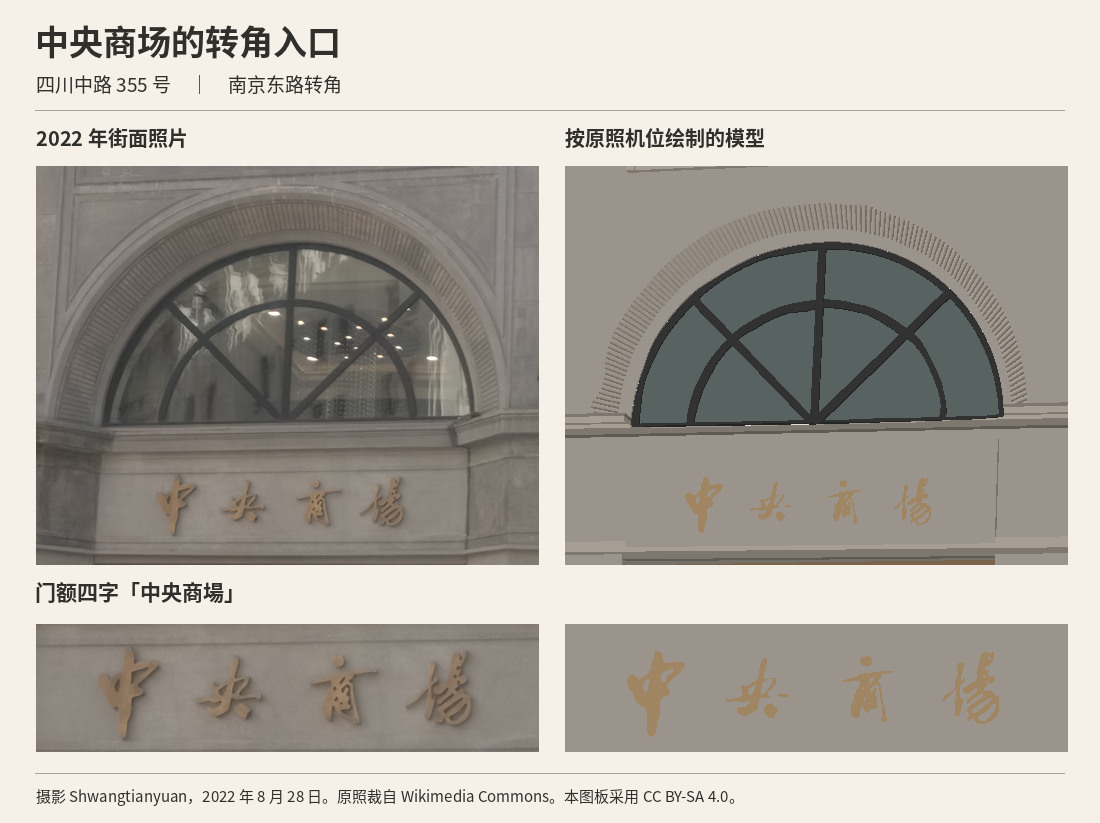 中央商场的转角入口
四川中路 355 号 ｜ 南京东路转角
2022 年街面照片
按原照机位绘制的模型
中央商場
中央商場
门额四字「中央商場」
中央商場
中央商場
摄影 Shwangtianyuan，2022 年 8 月 28 日。原照裁自 Wikimedia Commons。本图板采用 CC BY-SA 4.0。